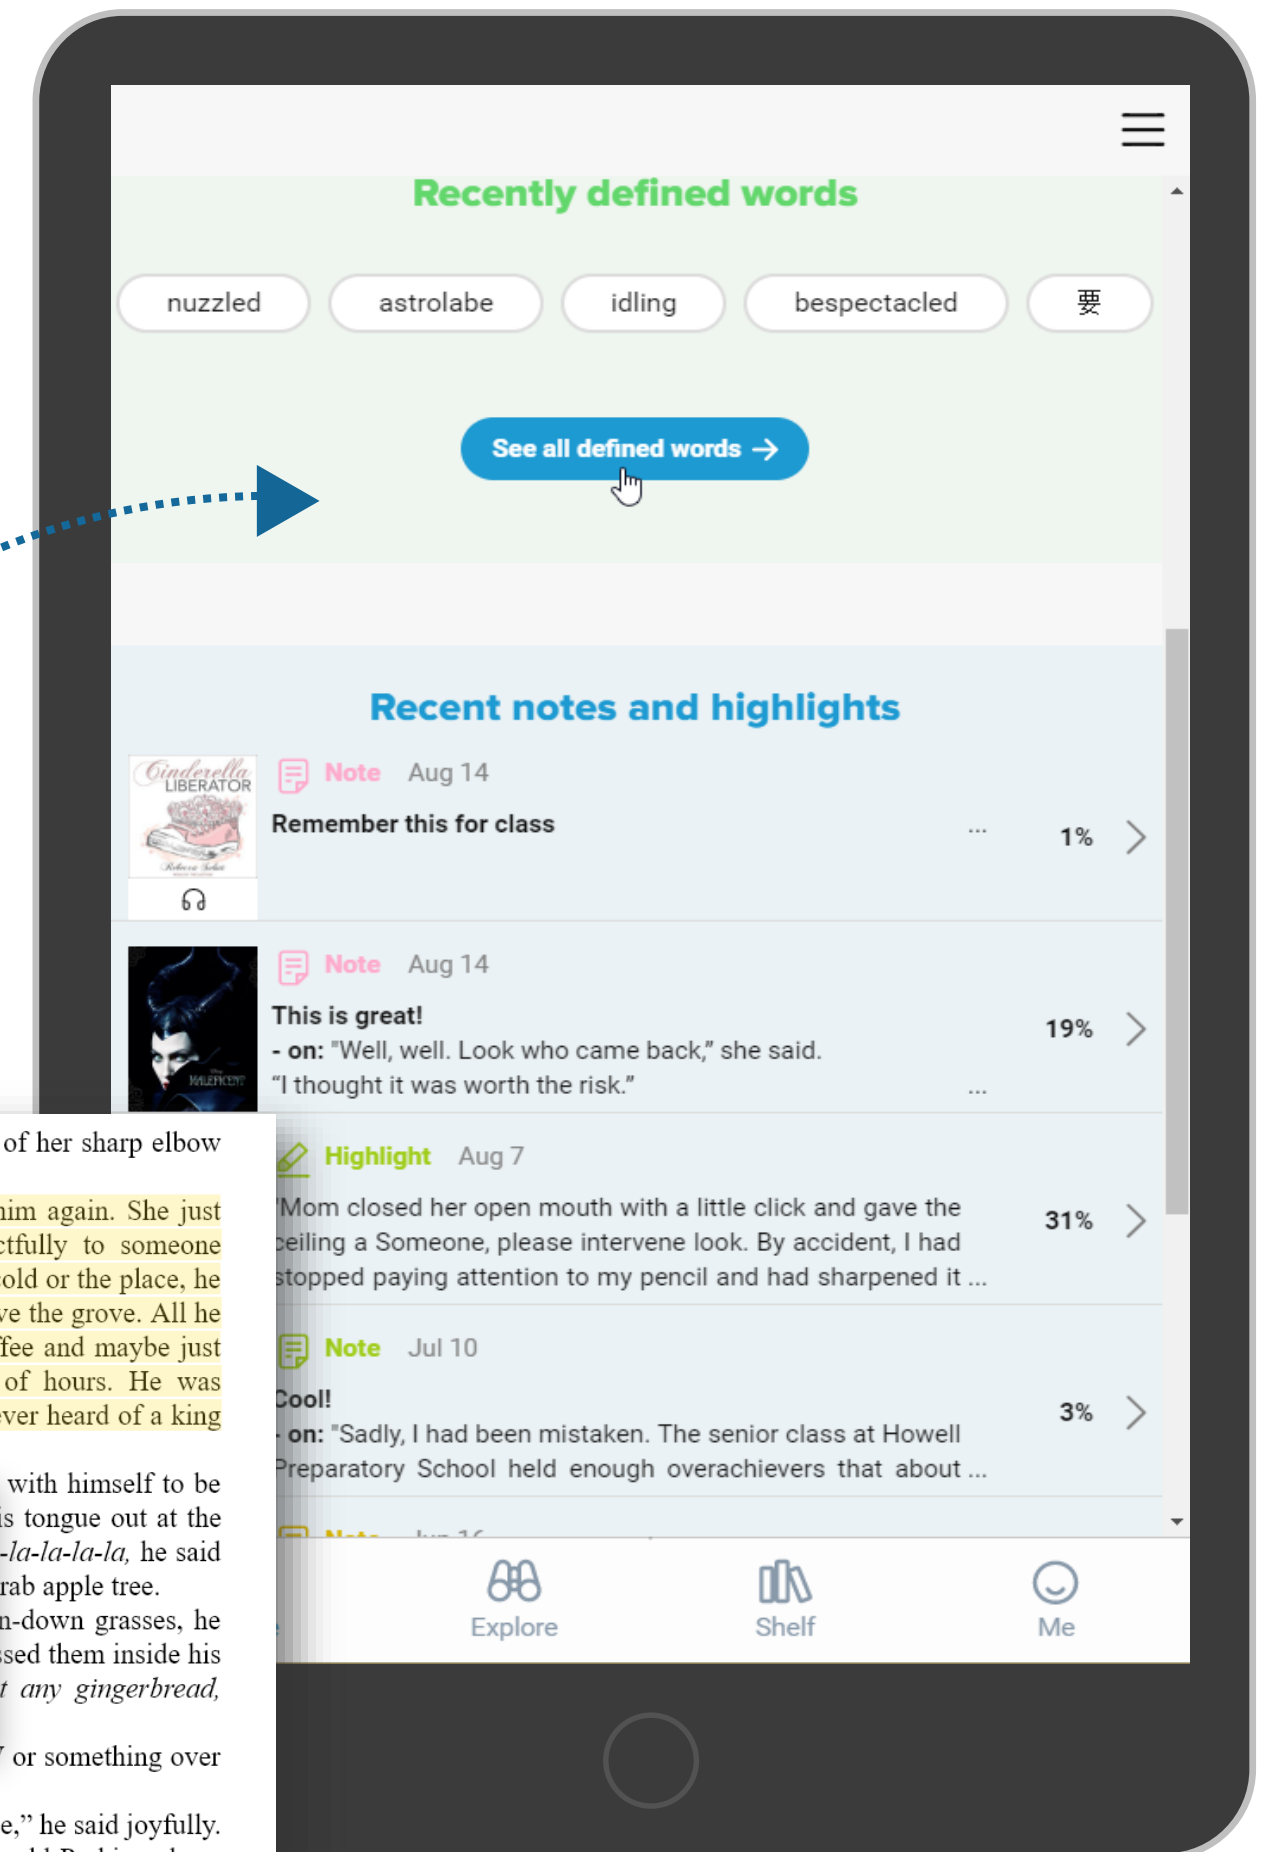 Recently defined words
nuzzled
astrolabe
idling
bespectacled
要
See all defined words →
Recent notes and highlights
Cinderella
LIBERATOR
Note Aug 14
Remember this for class ...
1%
MALEFICENT
Note Aug 14
This is great!
- on: "Well, well. Look who came back,” she said.
“I thought it was worth the risk.” ...
19%
Highlight Aug 7
"Mom closed her open mouth with a little click and gave the
ceiling a Someone, please intervene look. By accident, I had
stopped paying attention to my pencil and had sharpened it ...
31%
Note Jul 10
Cool!
- on: "Sadly, I had been mistaken. The senior class at Howell
Preparatory School held enough overachievers that about ...
3%
Note Jun 16
Explore
Shelf
Me
of her sharp elbow
him again. She just
ctfully to someone
cold or the place, he
ve the grove. All he
ffee and maybe just
of hours. He was
ever heard of a king
with himself to be
is tongue out at the
-la-la-la-la, he said
rab apple tree.
n-down grasses, he
ssed them inside his
t any gingerbread,
or something over
e,” he said joyfully.